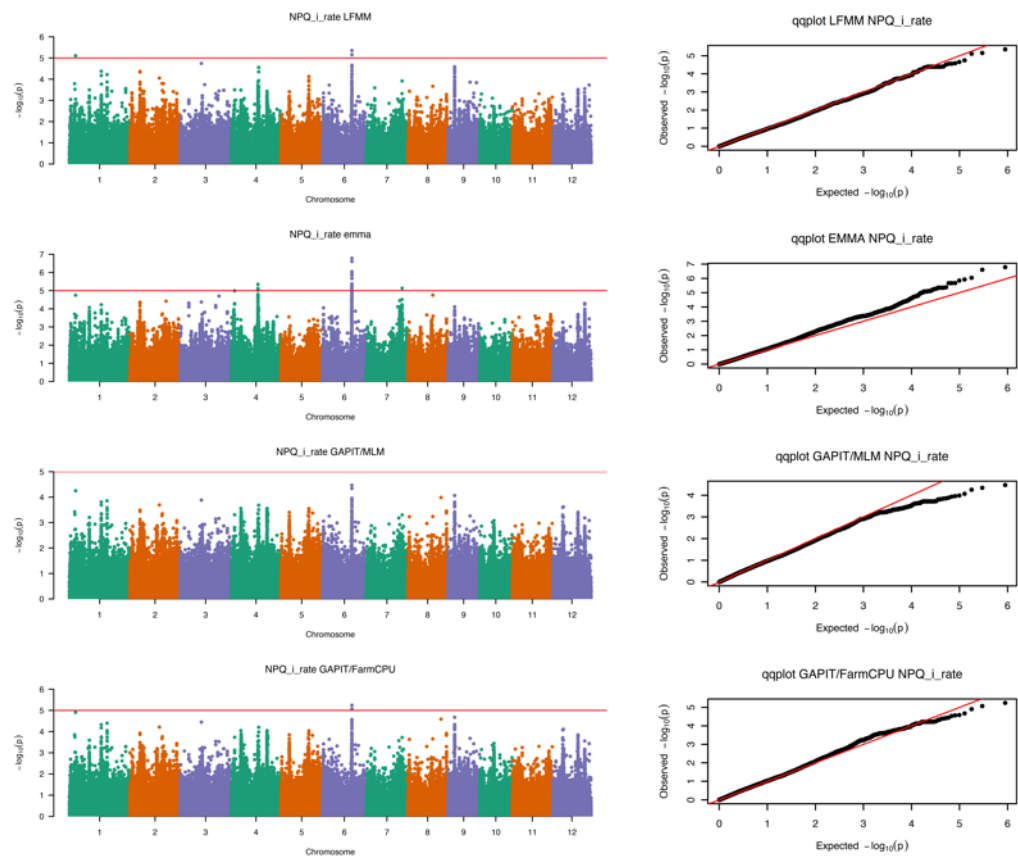 NPQ_i_rate LFMM
−log₁₀(p)
6
5
4
3
2
1
0
1 2 3 4 5 6 7 8 9 10 11 12
Chromosome
qqplot LFMM NPQ_i_rate
Observed −log₁₀(p)
5
4
3
2
1
0
0 1 2 3 4 5 6
Expected −log₁₀(p)
NPQ_i_rate emma
−log₁₀(p)
7
6
5
4
3
2
1
0
1 2 3 4 5 6 7 8 9 10 11 12
Chromosome
qqplot EMMA NPQ_i_rate
Observed −log₁₀(p)
7
6
5
4
3
2
1
0
0 1 2 3 4 5 6
Expected −log₁₀(p)
NPQ_i_rate GAPIT/MLM
−log₁₀(p)
5
4
3
2
1
0
1 2 3 4 5 6 7 8 9 10 11 12
Chromosome
qqplot GAPIT/MLM NPQ_i_rate
Observed −log₁₀(p)
4
3
2
1
0
0 1 2 3 4 5 6
Expected −log₁₀(p)
NPQ_i_rate GAPIT/FarmCPU
−log₁₀(p)
6
5
4
3
2
1
0
1 2 3 4 5 6 7 8 9 10 11 12
Chromosome
qqplot GAPIT/FarmCPU NPQ_i_rate
Observed −log₁₀(p)
5
4
3
2
1
0
0 1 2 3 4 5 6
Expected −log₁₀(p)